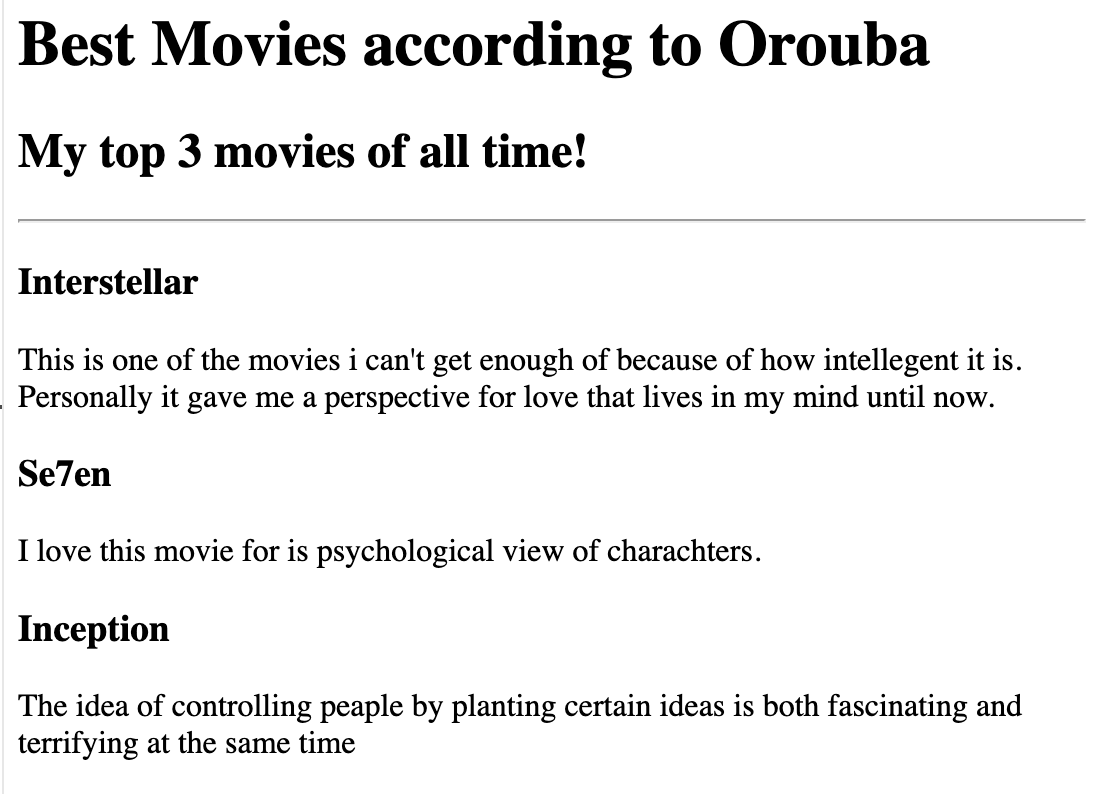 Best Movies according to Orouba
My top 3 movies of all time!
Interstellar
This is one of the movies i can't get enough of because of how intellegent it is.
Personally it gave me a perspective for love that lives in my mind until now.
Se7en
I love this movie for is psychological view of charachters.
Inception
The idea of controlling peaple by planting certain ideas is both fascinating and
terrifying at the same time